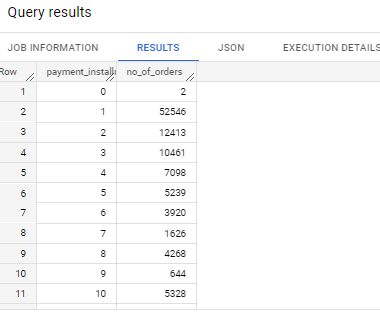 Query results
JOB INFORMATION RESULTS JSON EXECUTION DETAILS
Row payment_install no_of_orders
1 0 2
2 1 52546
3 2 12413
4 3 10461
5 4 7098
6 5 5239
7 6 3920
8 7 1626
9 8 4268
10 9 644
11 10 5328